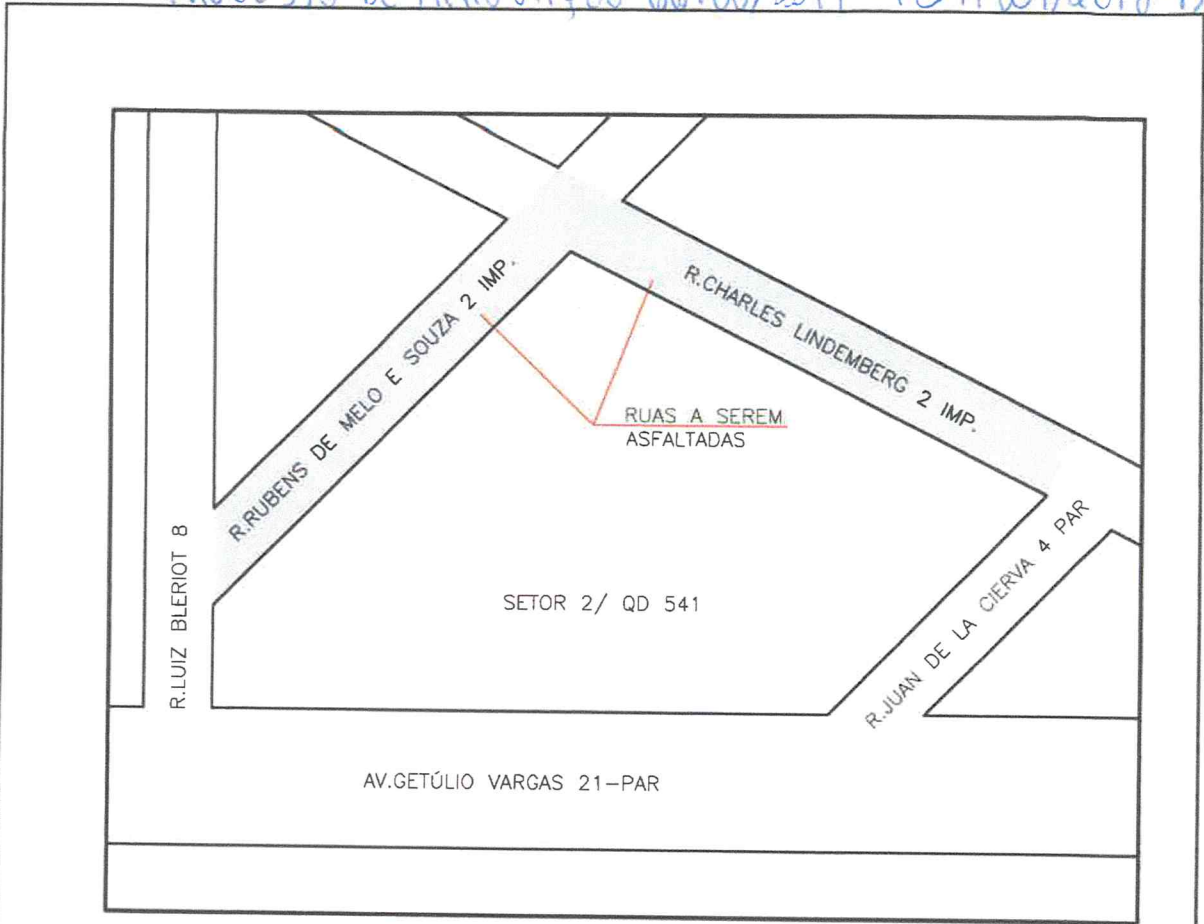 R.CHARLES LINDEMBERG 2 IMP.
R.RUBENS DE MELO E SOUZA 2 IMP.
RUAS A SEREM
ASFALTADAS
R.LUIZ BLERIOT 8
SETOR 2/ QD 541
R.JUAN DE LA CIERVA 4 PAR
AV.GETÚLIO VARGAS 21-PAR